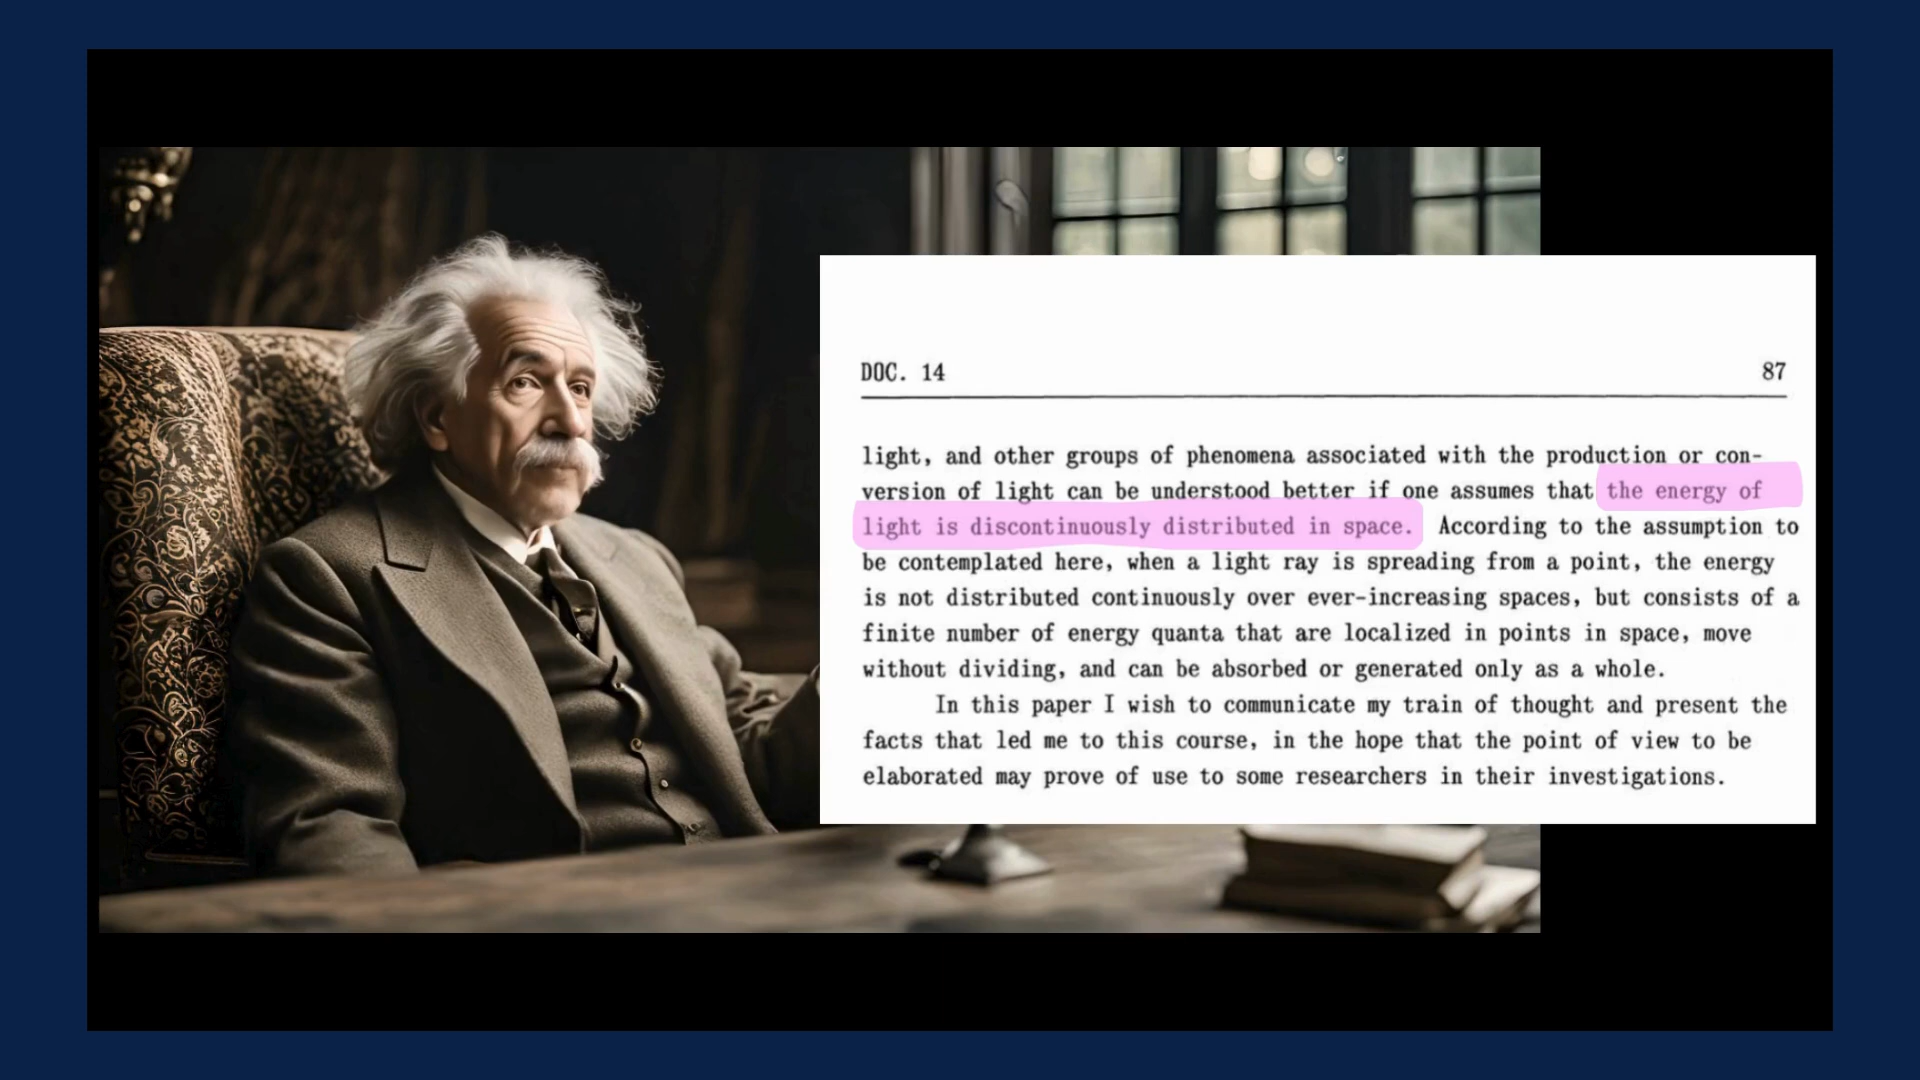 DOC. 14 87
light, and other groups of phenomena associated with the production or con-
version of light can be understood better if one assumes that the energy of
light is discontinuously distributed in space. According to the assumption to
be contemplated here, when a light ray is spreading from a point, the energy
is not distributed continuously over ever-increasing spaces, but consists of a
finite number of energy quanta that are localized in points in space, move
without dividing, and can be absorbed or generated only as a whole.
In this paper I wish to communicate my train of thought and present the
facts that led me to this course, in the hope that the point of view to be
elaborated may prove of use to some researchers in their investigations.